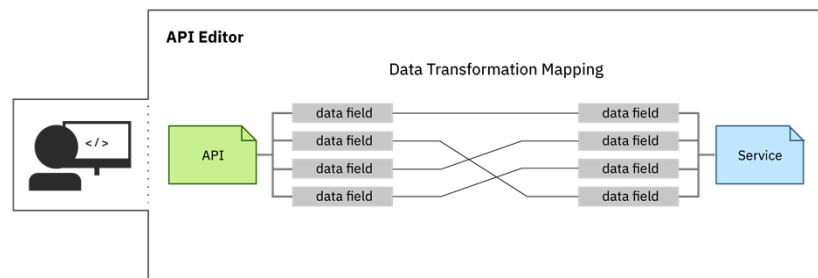 API Editor
Data Transformation Mapping
</>
API
data field
data field
data field
data field
data field
data field
data field
data field
Service